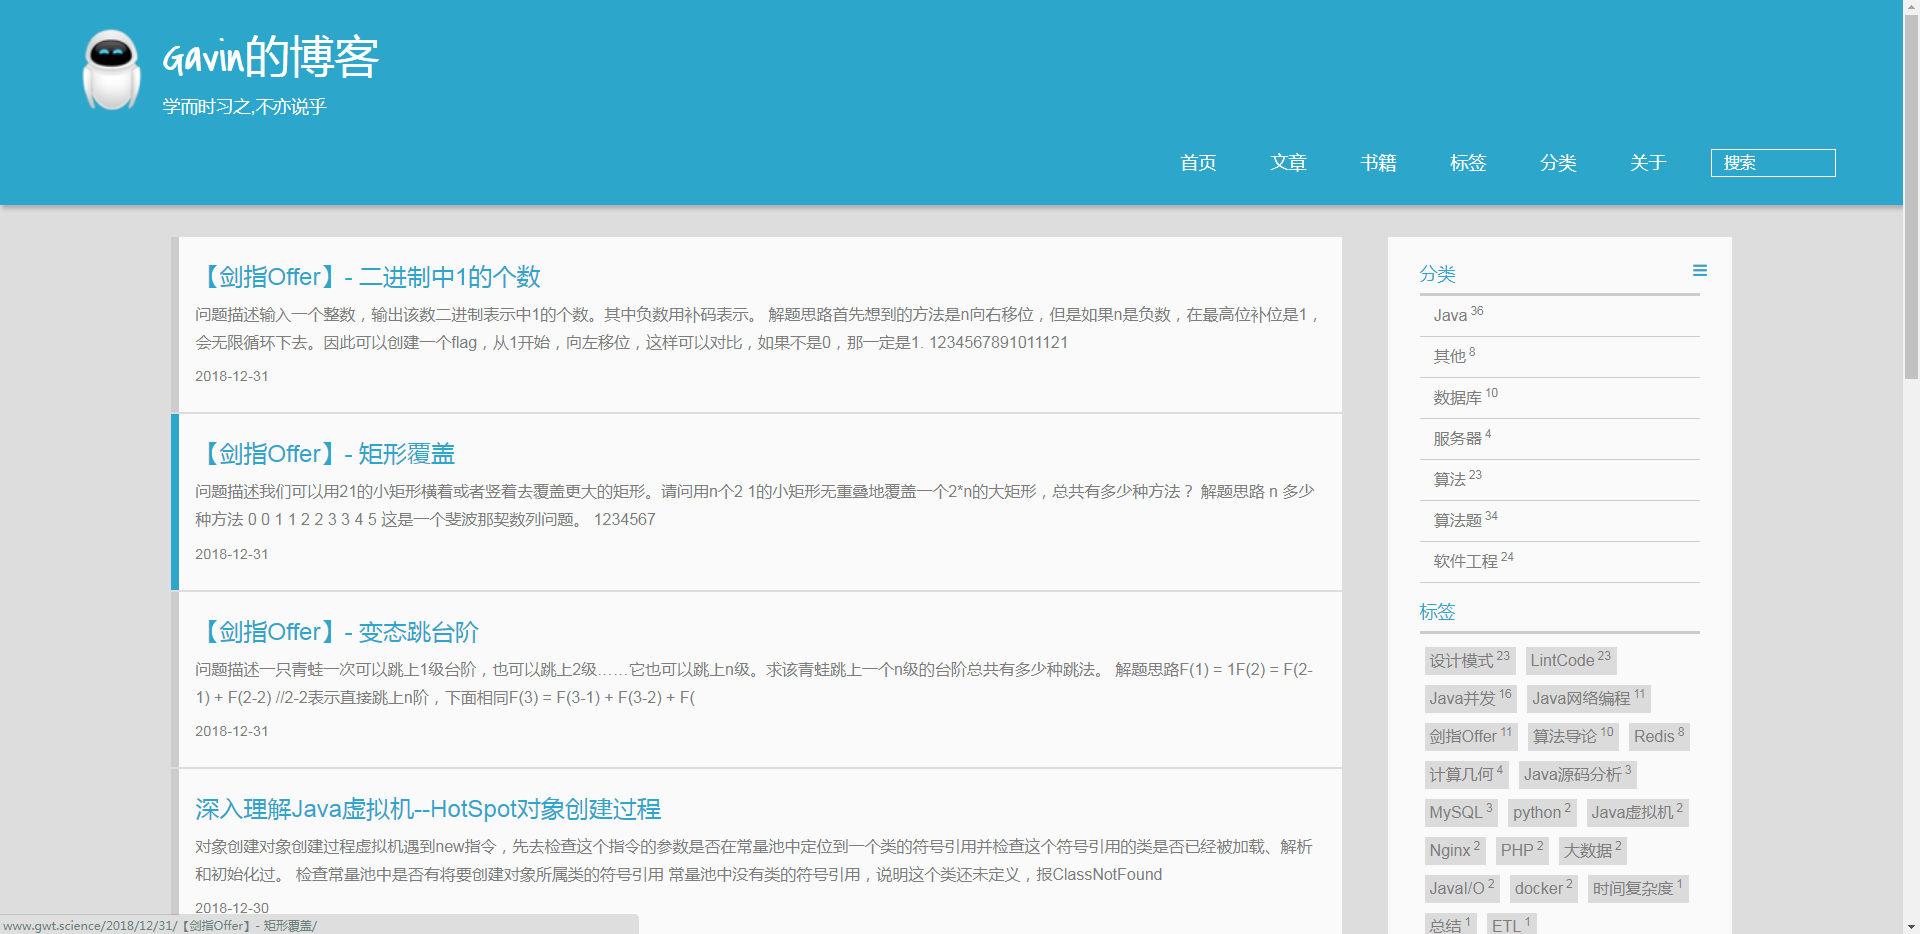 Gavin的博客
学而时习之,不亦说乎
首页 文章 书籍 标签 分类 关于 搜索
【剑指Offer】- 二进制中1的个数
问题描述输入一个整数，输出该数二进制表示中1的个数。其中负数用补码表示。 解题思路首先想到的方法是n向右移位，但是如果n是负数，在最高位补位是1，
会无限循环下去。因此可以创建一个flag，从1开始，向左移位，这样可以对比，如果不是0，那一定是1. 1234567891011121
2018-12-31
【剑指Offer】- 矩形覆盖
问题描述我们可以用21的小矩形横着或者竖着去覆盖更大的矩形。请问用n个2 1的小矩形无重叠地覆盖一个2*n的大矩形，总共有多少种方法？ 解题思路 n 多少
种方法 0 0 1 1 2 2 3 3 4 5 这是一个斐波那契数列问题。 1234567
2018-12-31
【剑指Offer】- 变态跳台阶
问题描述一只青蛙一次可以跳上1级台阶，也可以跳上2级……它也可以跳上n级。求该青蛙跳上一个n级的台阶总共有多少种跳法。 解题思路F(1) = 1F(2) = F(2-
1) + F(2-2) //2-2表示直接跳上n阶，下面相同F(3) = F(3-1) + F(3-2) + F(
2018-12-31
深入理解Java虚拟机--HotSpot对象创建过程
对象创建对象创建过程虚拟机遇到new指令，先去检查这个指令的参数是否在常量池中定位到一个类的符号引用并检查这个符号引用的类是否已经被加载、解析
和初始化过。 检查常量池中是否有将要创建对象所属类的符号引用 常量池中没有类的符号引用，说明这个类还未定义，报ClassNotFound
2018-12-30
分类
Java 36
其他 8
数据库 10
服务器 4
算法 23
算法题 34
软件工程 24
标签
设计模式 23 LintCode 23
Java并发 16 Java网络编程 11
剑指Offer 11 算法导论 10 Redis 8
计算几何 4 Java源码分析 3
MySQL 3 python 2 Java虚拟机 2
Nginx 2 PHP 2 大数据 2
JavaI/O 2 docker 2 时间复杂度 1
总结 1 ETL 1
www.gwt.science/2018/12/31/【剑指Offer】- 矩形覆盖/